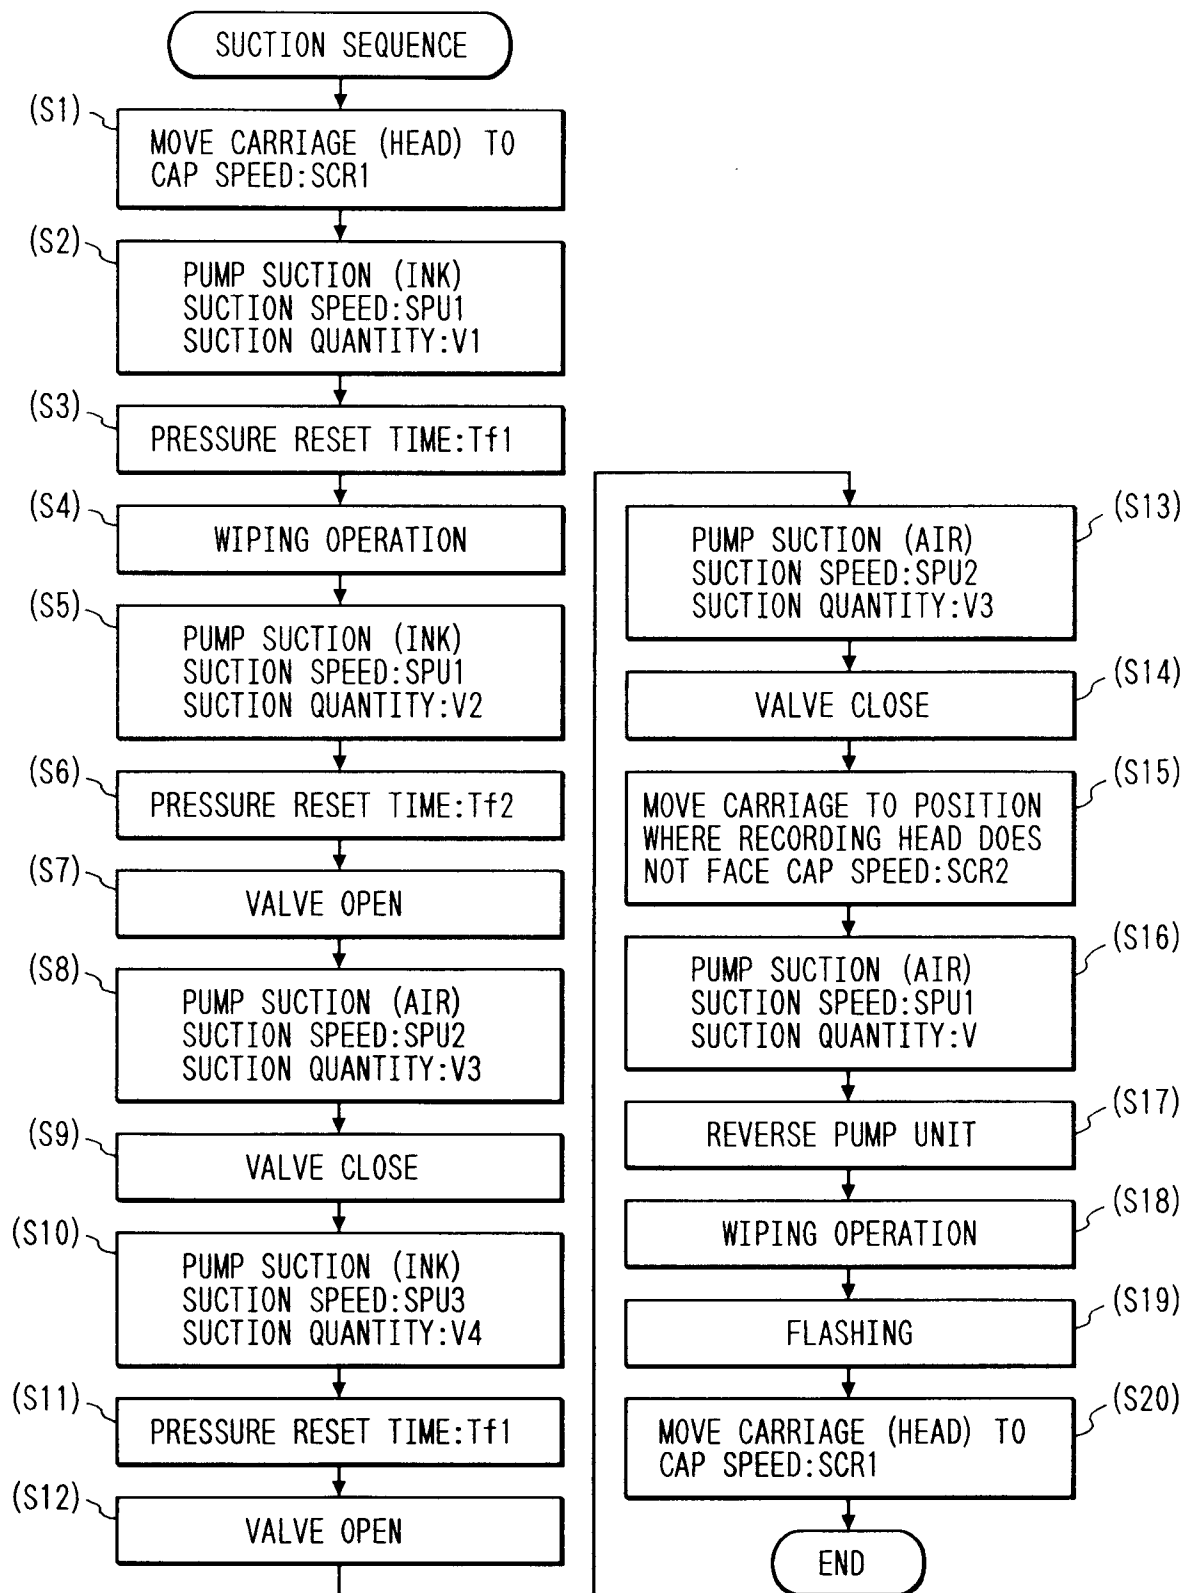 SUCTION SEQUENCE
(S1)
MOVE CARRIAGE (HEAD) TO
CAP SPEED:SCR1
(S2)
PUMP SUCTION (INK)
SUCTION SPEED:SPU1
SUCTION QUANTITY:V1
(S3)
PRESSURE RESET TIME:Tf1
(S4)
WIPING OPERATION
(S5)
PUMP SUCTION (INK)
SUCTION SPEED:SPU1
SUCTION QUANTITY:V2
(S6)
PRESSURE RESET TIME:Tf2
(S7)
VALVE OPEN
(S8)
PUMP SUCTION (AIR)
SUCTION SPEED:SPU2
SUCTION QUANTITY:V3
(S9)
VALVE CLOSE
(S10)
PUMP SUCTION (INK)
SUCTION SPEED:SPU3
SUCTION QUANTITY:V4
(S11)
PRESSURE RESET TIME:Tf1
(S12)
VALVE OPEN
(S13)
PUMP SUCTION (AIR)
SUCTION SPEED:SPU2
SUCTION QUANTITY:V3
(S14)
VALVE CLOSE
(S15)
MOVE CARRIAGE TO POSITION
WHERE RECORDING HEAD DOES
NOT FACE CAP SPEED:SCR2
(S16)
PUMP SUCTION (AIR)
SUCTION SPEED:SPU1
SUCTION QUANTITY:V
(S17)
REVERSE PUMP UNIT
(S18)
WIPING OPERATION
(S19)
FLASHING
(S20)
MOVE CARRIAGE (HEAD) TO
CAP SPEED:SCR1
END